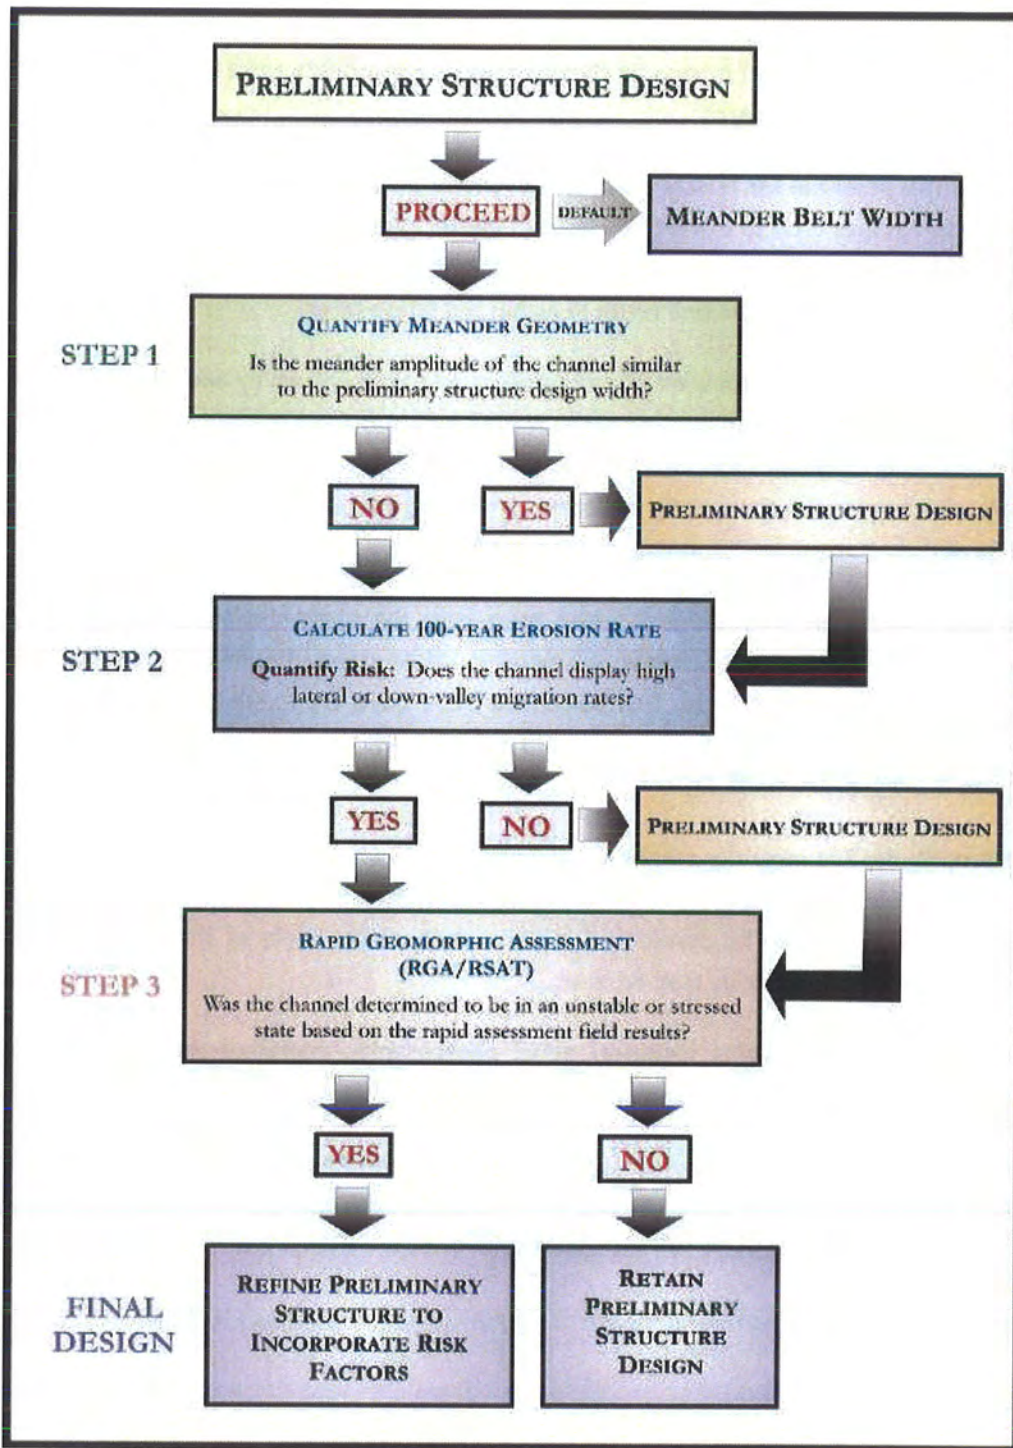 PRELIMINARY STRUCTURE DESIGN
PROCEED
DEFAULT
MEANDER BELT WIDTH
STEP 1
QUANTIFY MEANDER GEOMETRY
Is the meander amplitude of the channel similar
to the preliminary structure design width?
NO
YES
PRELIMINARY STRUCTURE DESIGN
STEP 2
CALCULATE 100-YEAR EROSION RATE
Quantify Risk: Does the channel display high
lateral or down-valley migration rates?
YES
NO
PRELIMINARY STRUCTURE DESIGN
STEP 3
RAPID GEOMORPHIC ASSESSMENT
(RGA/RSAT)
Was the channel determined to be in an unstable or stressed
state based on the rapid assessment field results?
YES
NO
FINAL
DESIGN
REFINE PRELIMINARY
STRUCTURE TO
INCORPORATE RISK
FACTORS
RETAIN
PRELIMINARY
STRUCTURE
DESIGN